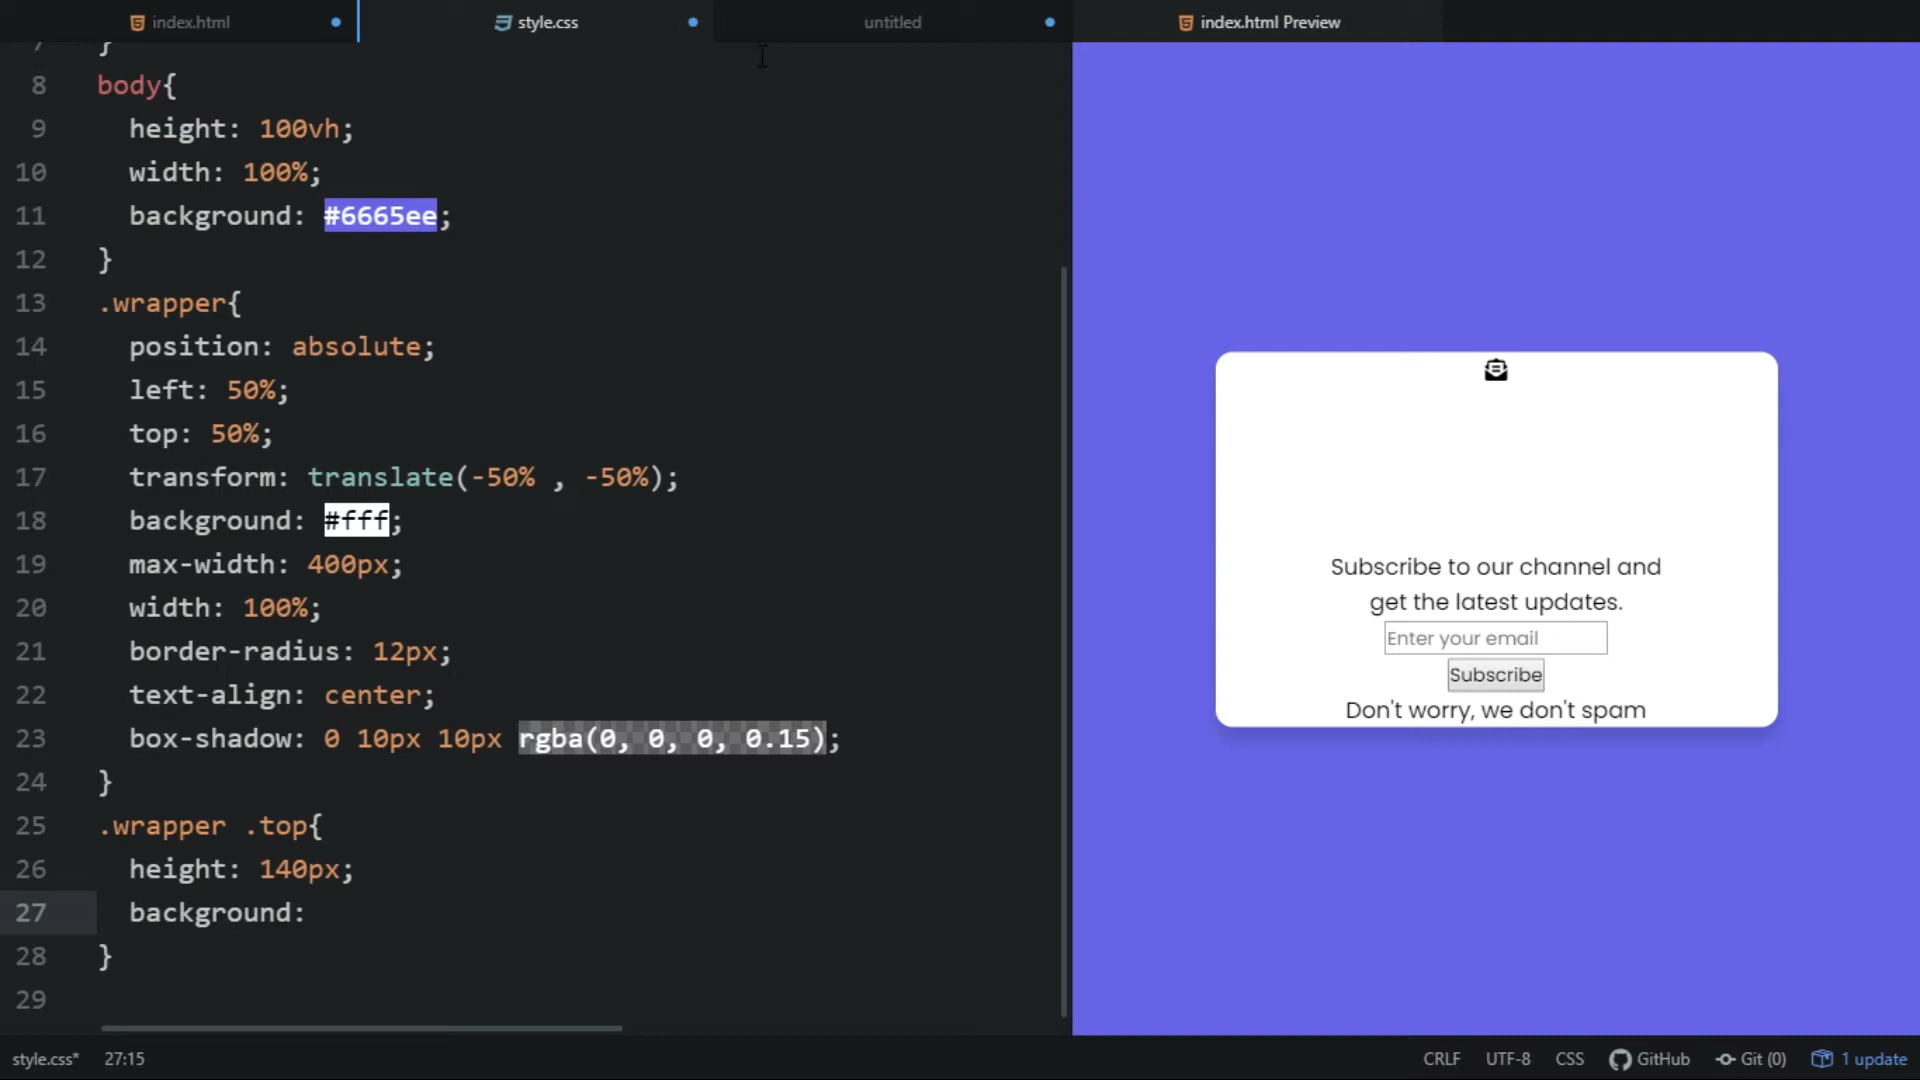 index.html
style.css
untitled
index.html Preview
7 }
8 body{
9 height: 100vh;
10 width: 100%;
11 background: #6665ee;
12 }
13 .wrapper{
14 position: absolute;
15 left: 50%;
16 top: 50%;
17 transform: translate(-50% , -50%);
18 background: #fff;
19 max-width: 400px;
20 width: 100%;
21 border-radius: 12px;
22 text-align: center;
23 box-shadow: 0 10px 10px rgba(0, 0, 0, 0.15);
24 }
25 .wrapper .top{
26 height: 140px;
27 background:
28 }
29
Subscribe to our channel and
get the latest updates.
Enter your email
Subscribe
Don't worry, we don't spam
style.css* 27:15 CRLF UTF-8 CSS GitHub Git (0) 1 update